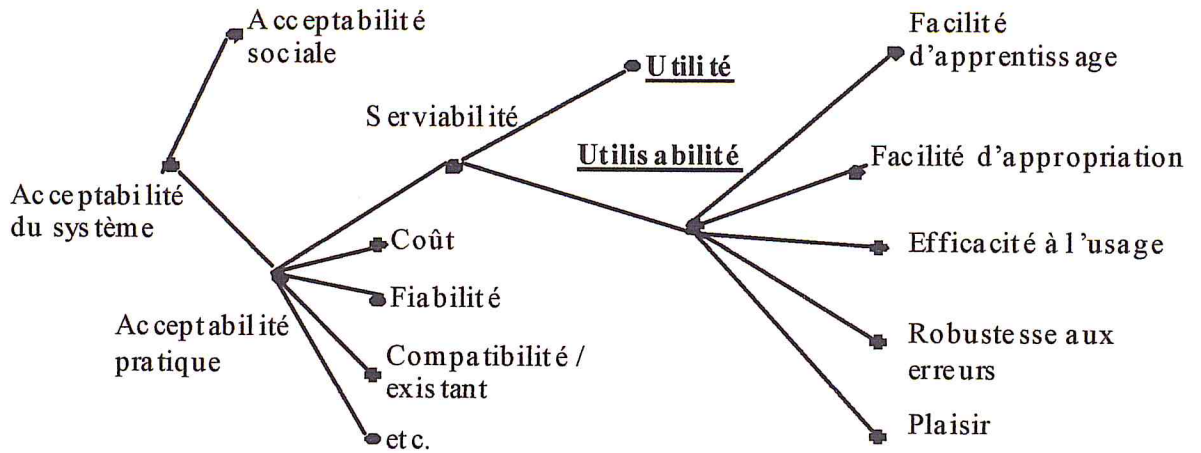 Acceptabilité
sociale
Acceptabilité
du système
Serviabilité
Utilité
Utilisabilité
Coût
Fiabilité
Acceptabilité
pratique
Compatibilité /
existant
etc.
Facilité
d'apprentissage
Facilité d'appropriation
Efficacité à l'usage
Robustesse aux
erreurs
Plaisir